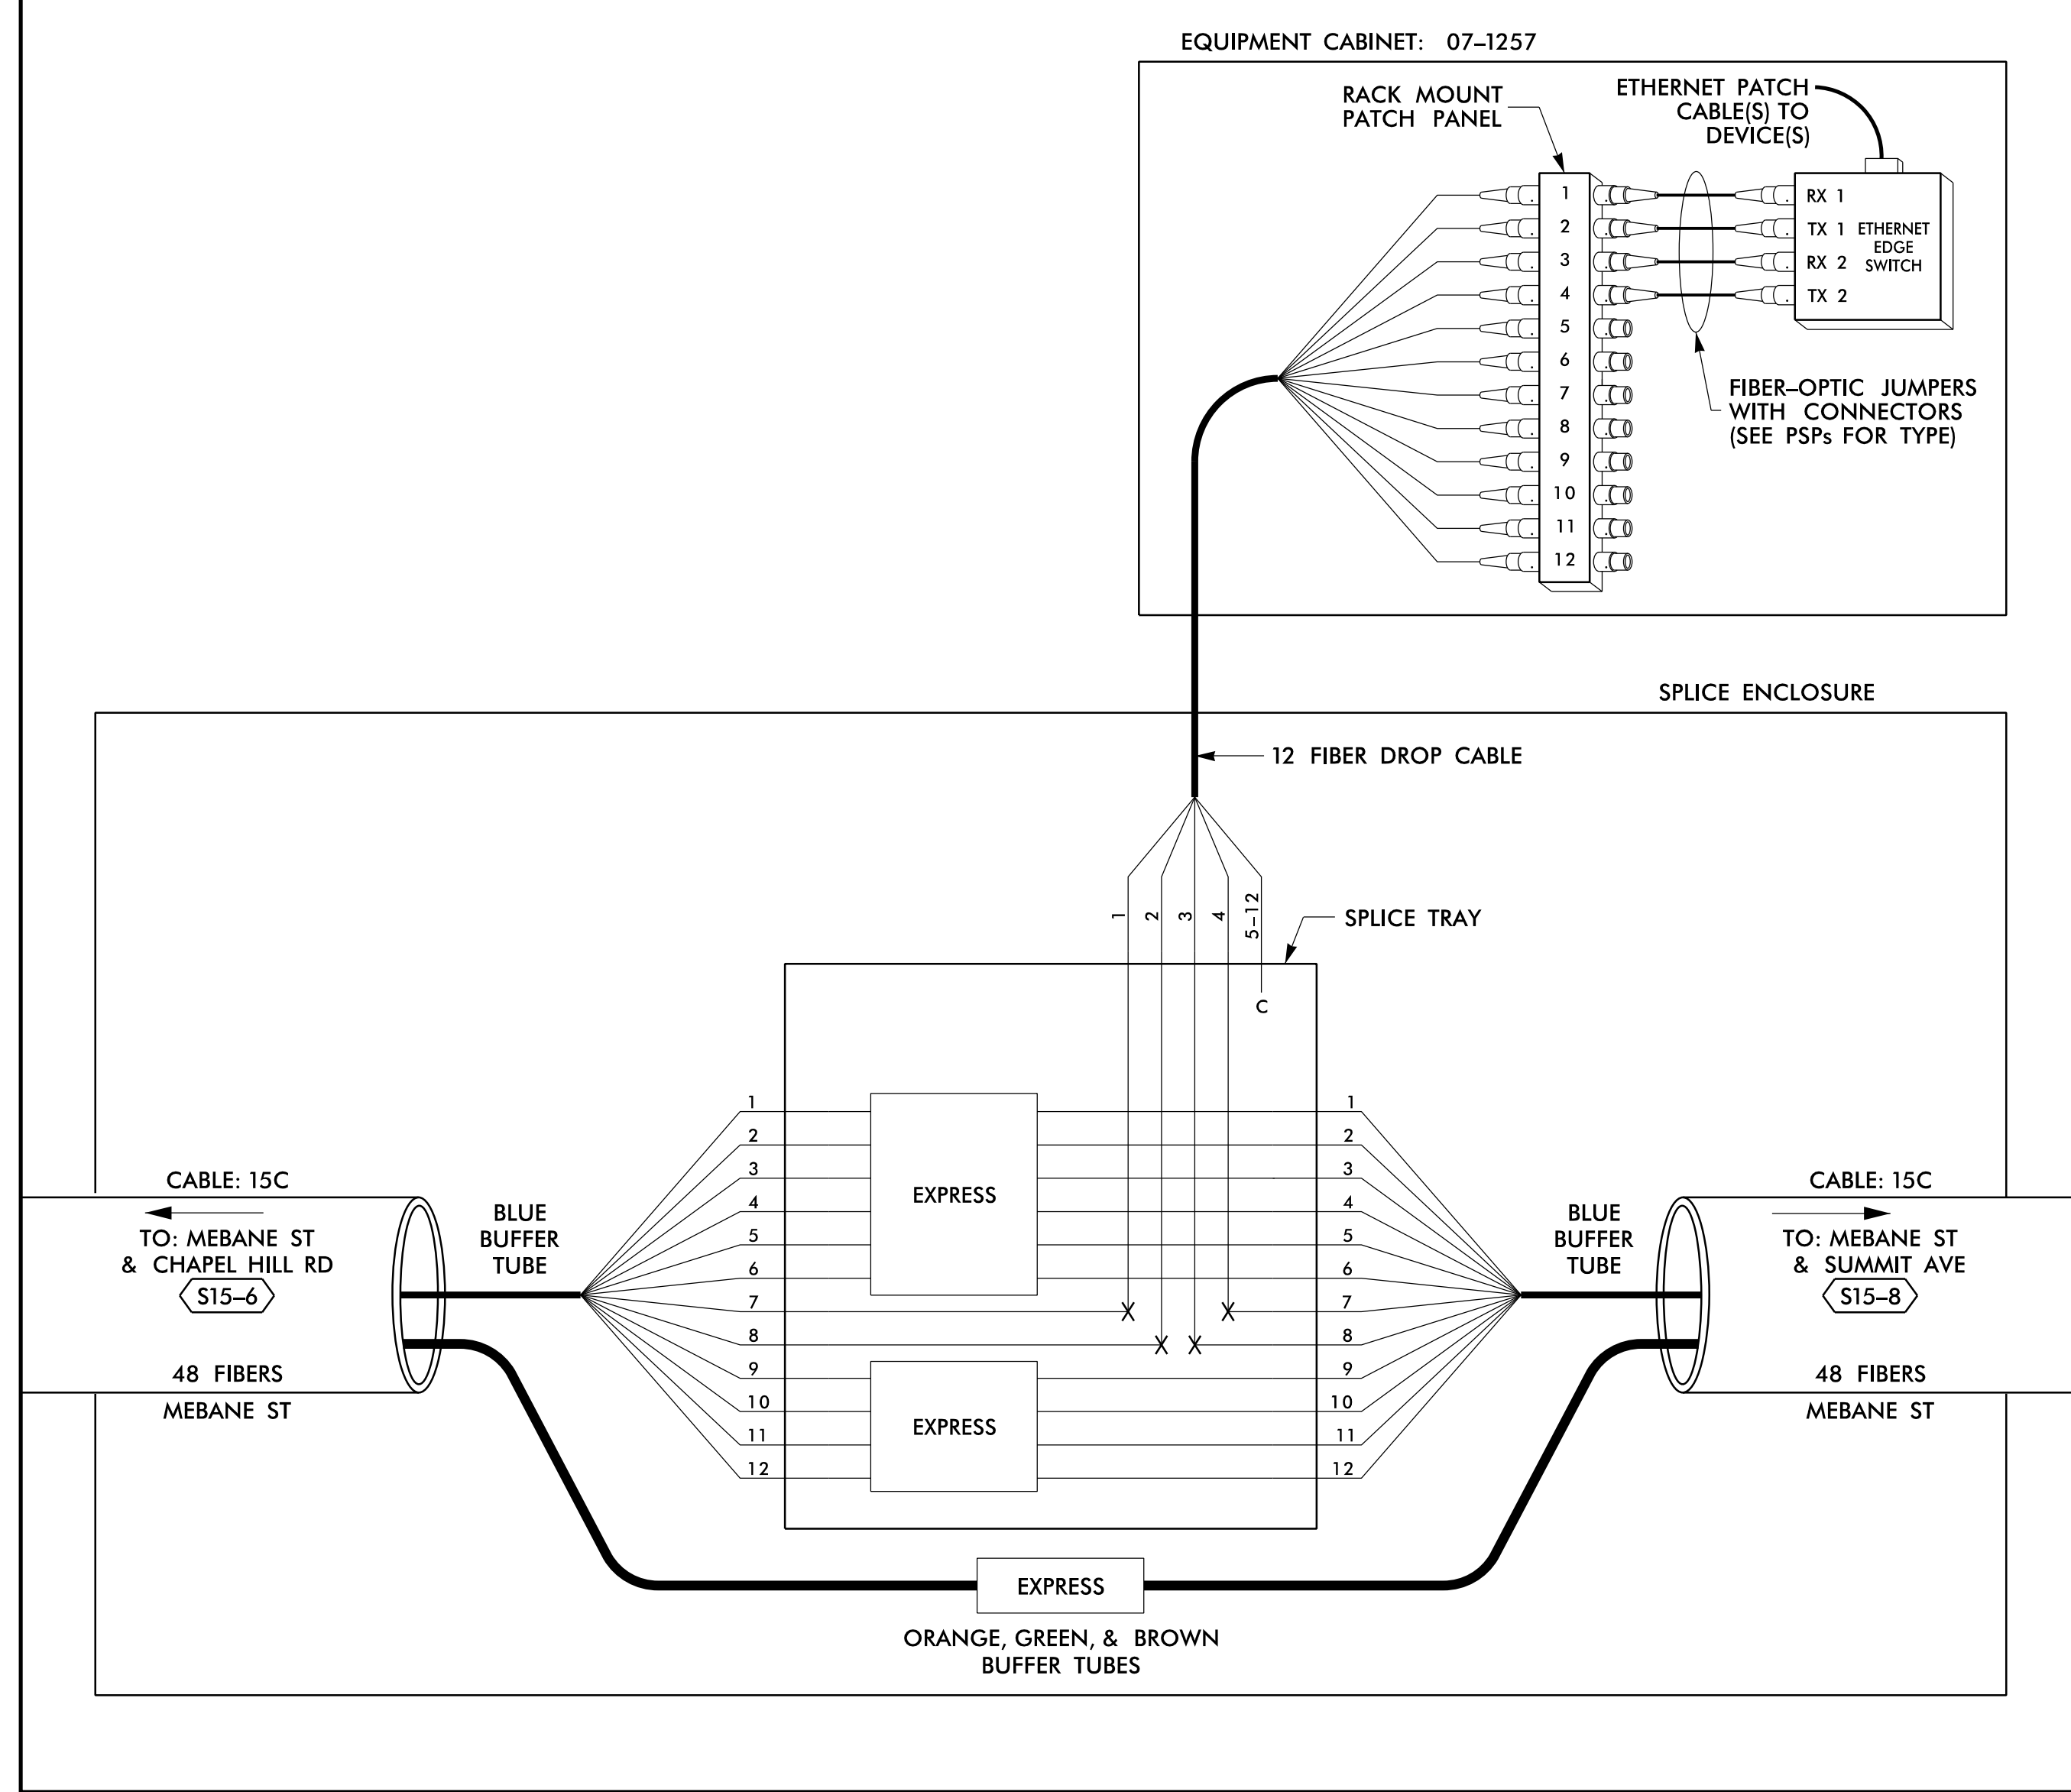 EQUIPMENT CABINET: 07–1257
RACK MOUNT
PATCH PANEL
ETHERNET PATCH
CABLE(S) TO
DEVICE(S)
1
2
3
4
5
6
7
8
9
10
11
12
RX 1
TX 1
RX 2
TX 2
ETHERNET
EDGE
SWITCH
FIBER–OPTIC JUMPERS
WITH CONNECTORS
(SEE PSPs FOR TYPE)
SPLICE ENCLOSURE
12 FIBER DROP CABLE
1
2
3
4
5–12
SPLICE TRAY
C
CABLE: 15C
TO: MEBANE ST
& CHAPEL HILL RD
S15–6
48 FIBERS
MEBANE ST
BLUE
BUFFER
TUBE
1
2
3
4
5
6
7
8
9
10
11
12
EXPRESS
EXPRESS
1
2
3
4
5
6
7
8
9
10
11
12
BLUE
BUFFER
TUBE
CABLE: 15C
TO: MEBANE ST
& SUMMIT AVE
S15–8
48 FIBERS
MEBANE ST
EXPRESS
ORANGE, GREEN, & BROWN
BUFFER TUBES